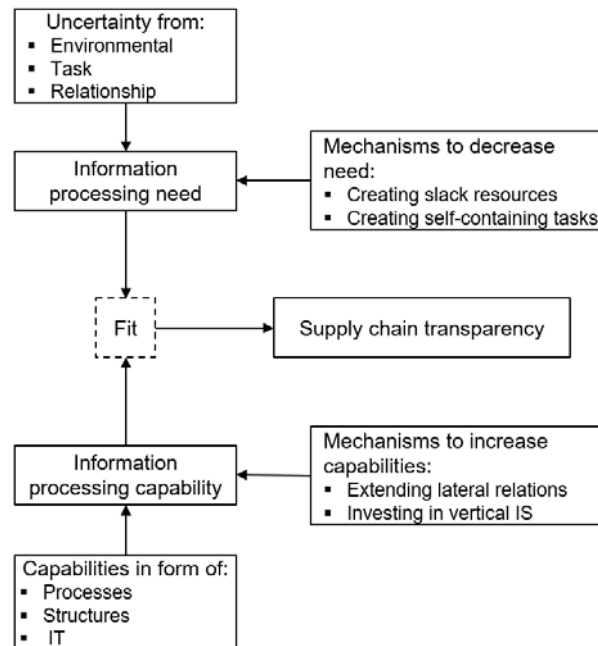 Uncertainty from:
▪ Environmental
▪ Task
▪ Relationship
Information
processing need
Mechanisms to decrease
need:
▪ Creating slack resources
▪ Creating self-containing tasks
Fit
Supply chain transparency
Information
processing capability
Mechanisms to increase
capabilities:
▪ Extending lateral relations
▪ Investing in vertical IS
Capabilities in form of:
▪ Processes
▪ Structures
▪ IT